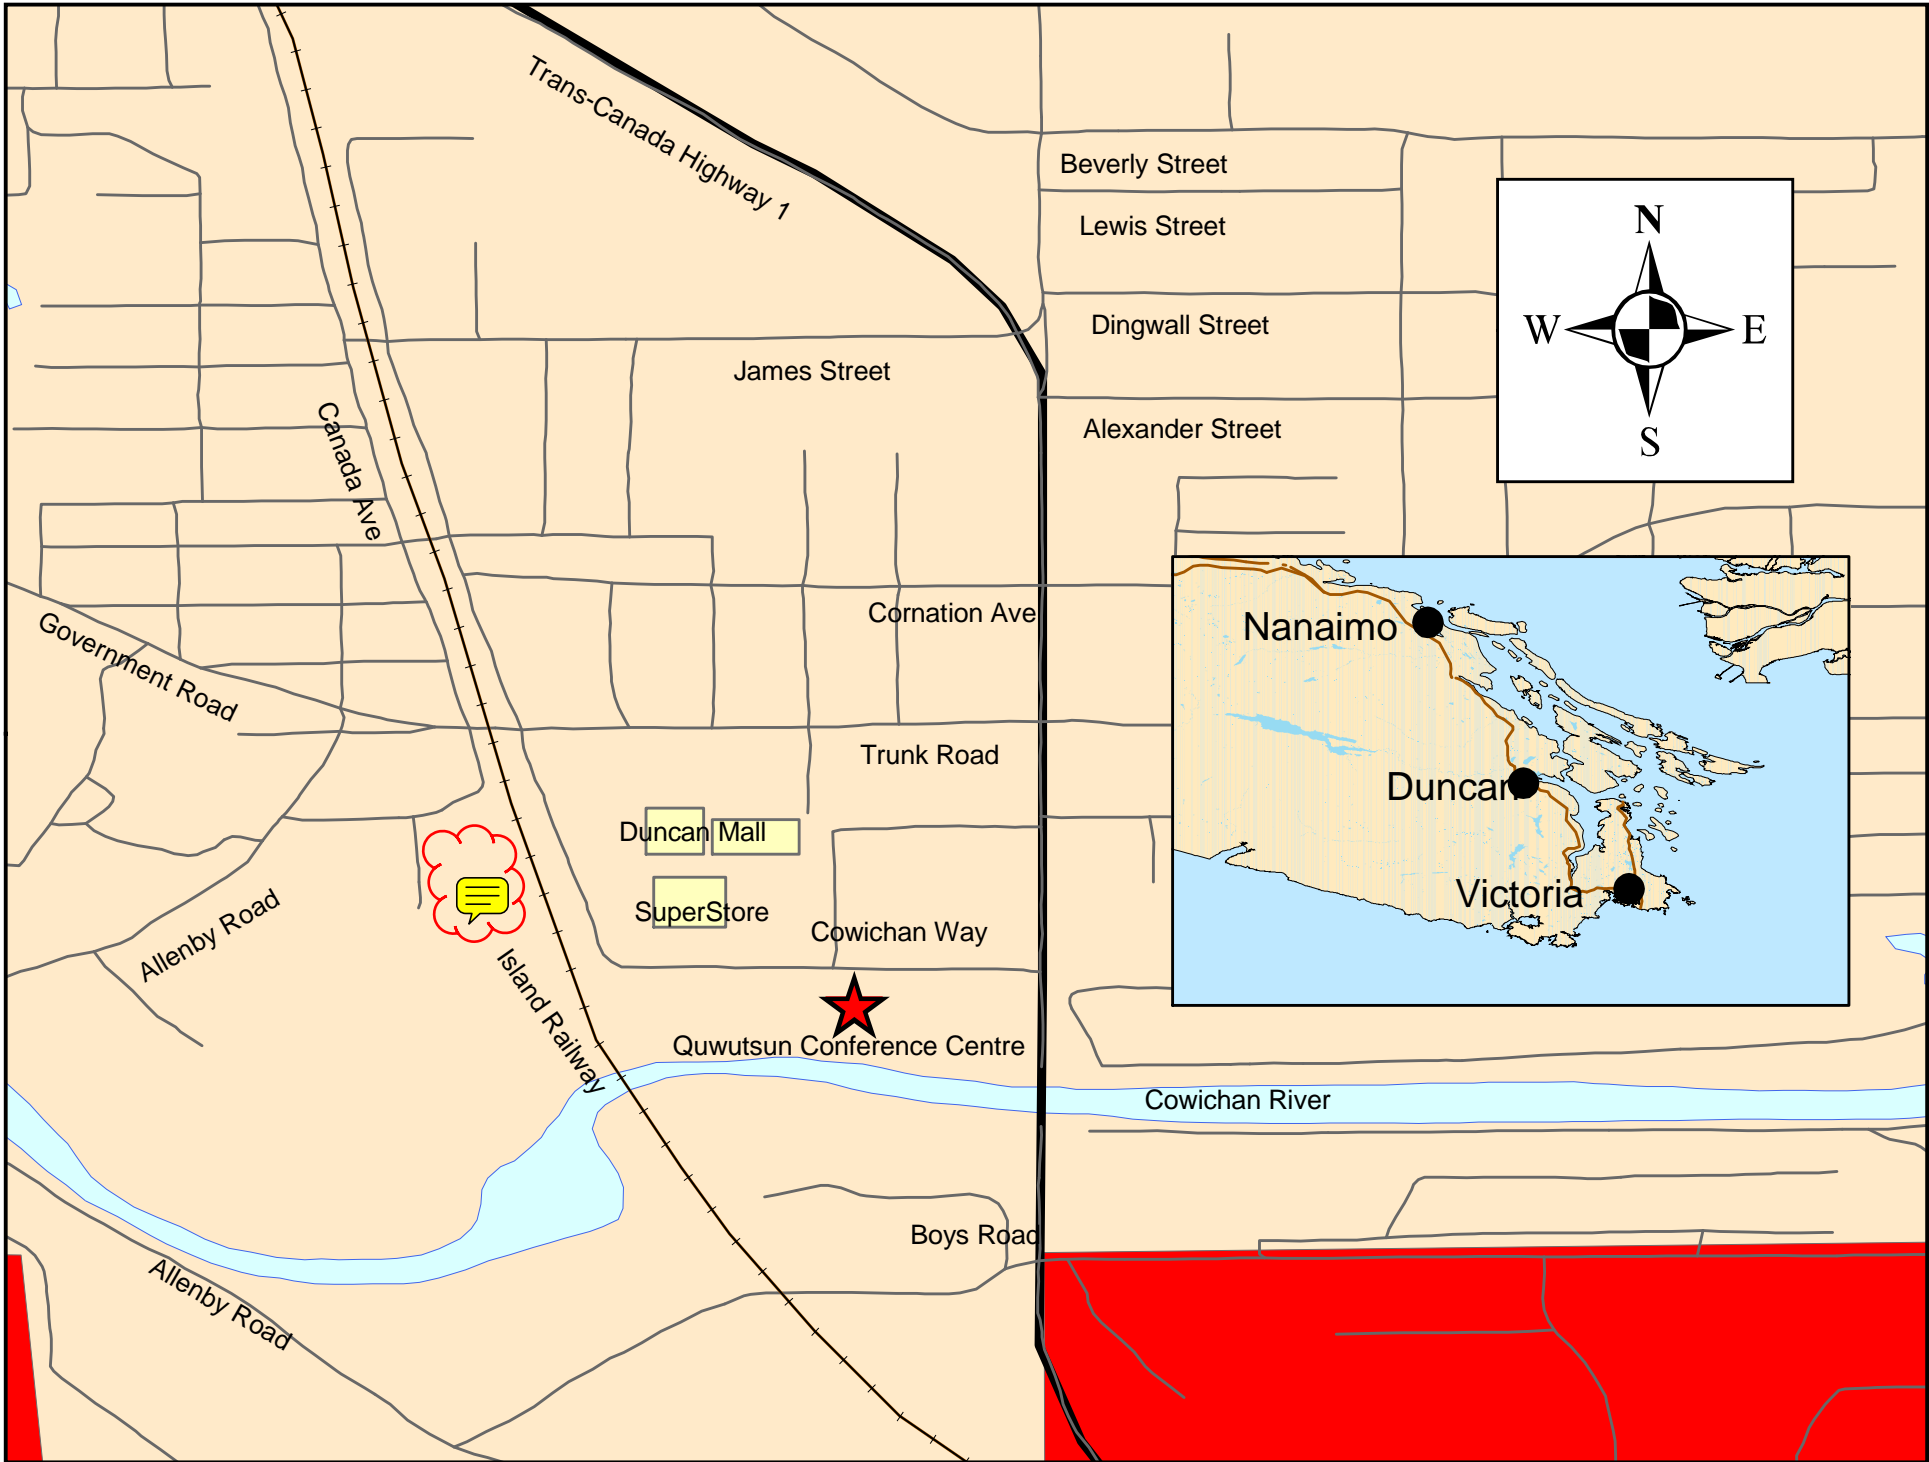 Trans-Canada Highway 1
Beverly Street
Lewis Street
N
W
E
S
Dingwall Street
James Street
Alexander Street
Canada Ave
Cornation Ave
Nanaimo
Government Road
Trunk Road
Duncan
Duncan Mall
Victoria
SuperStore
Cowichan Way
Allenby Road
Island Railway
Quwutsun Conference Centre
Cowichan River
Boys Road
Allenby Road